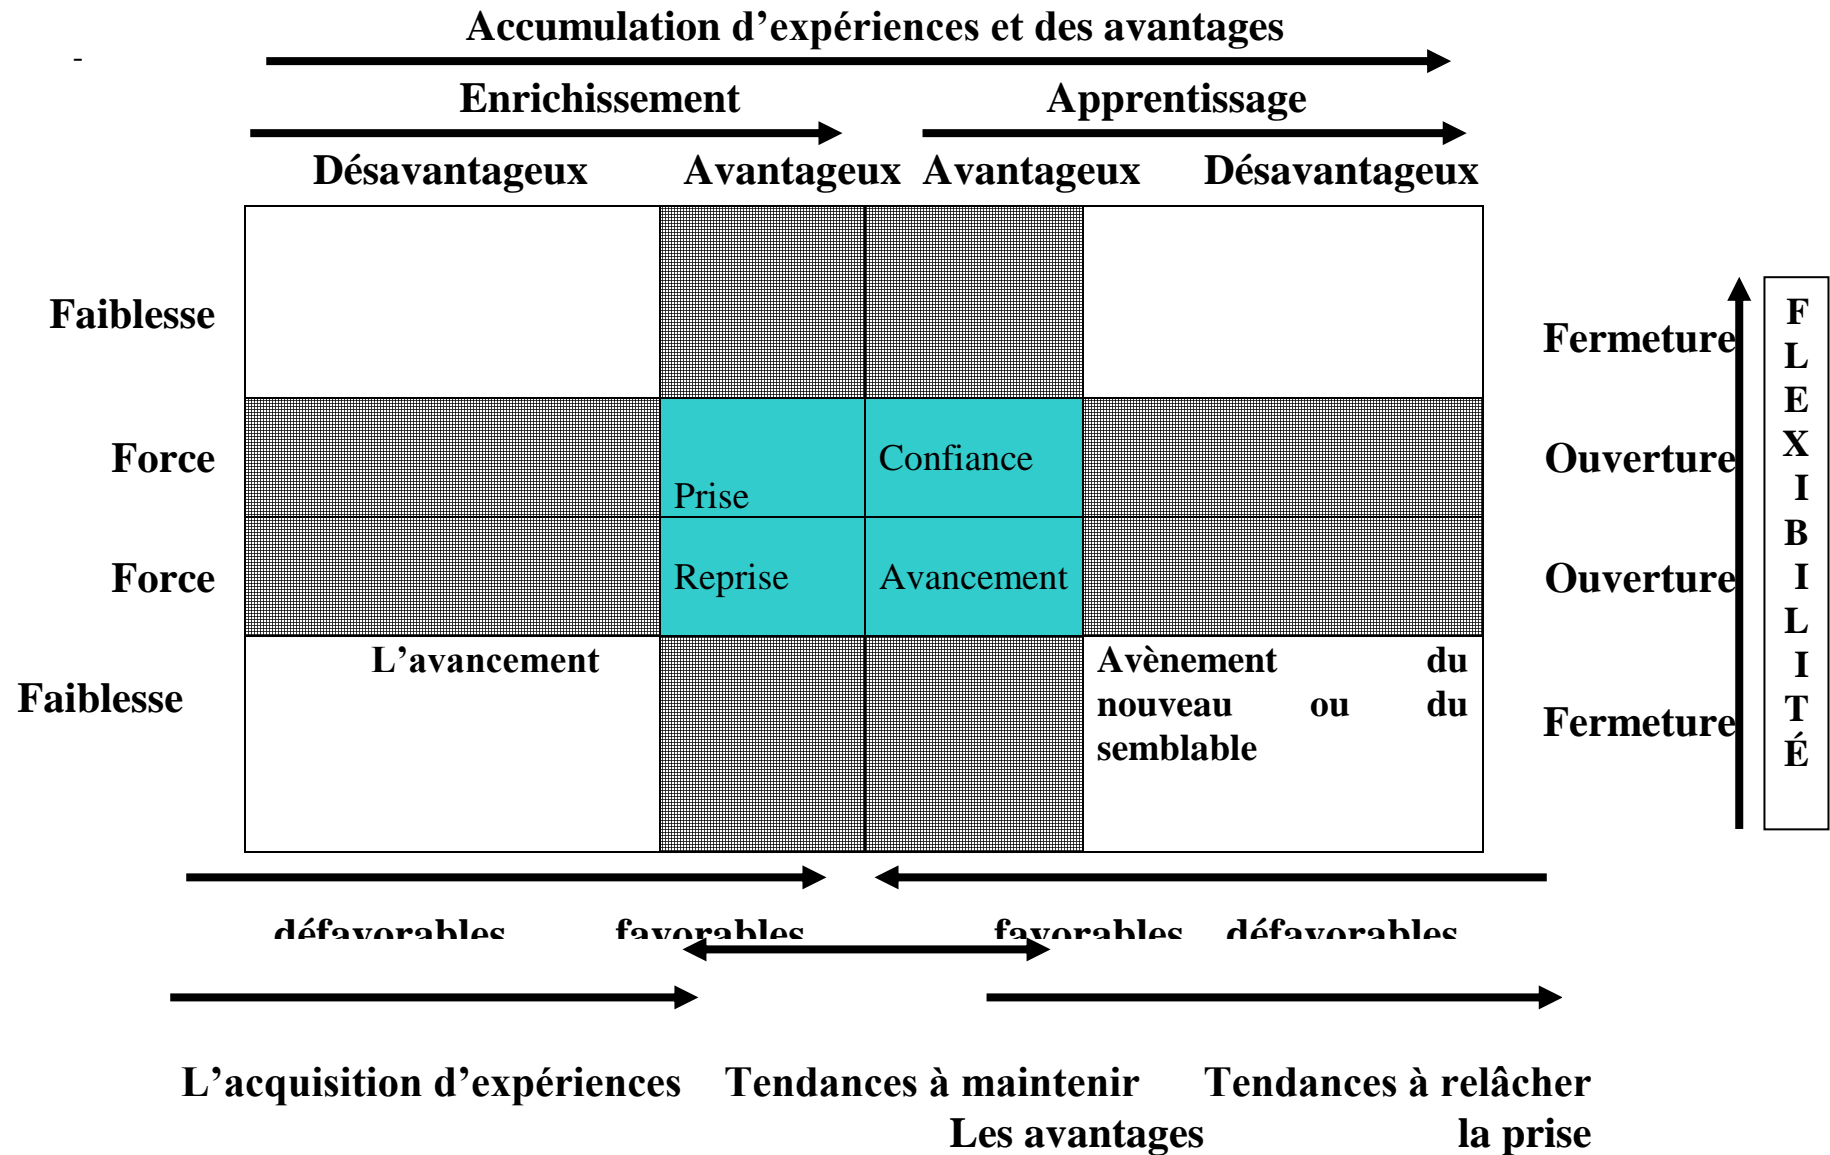 Accumulation d'expériences et des avantages
-
Enrichissement Apprentissage
Désavantageux Avantageux Avantageux Désavantageux
Faiblesse
Fermeture
Force
Prise
Confiance
Ouverture
Force
Reprise
Avancement
Ouverture
L'avancement
Avènement du
nouveau ou du
semblable
Faiblesse
Fermeture
F
L
E
X
I
B
I
L
I
T
É
défavorables favorables favorables défavorables
L'acquisition d'expériences Tendances à maintenir Tendances à relâcher
Les avantages la prise